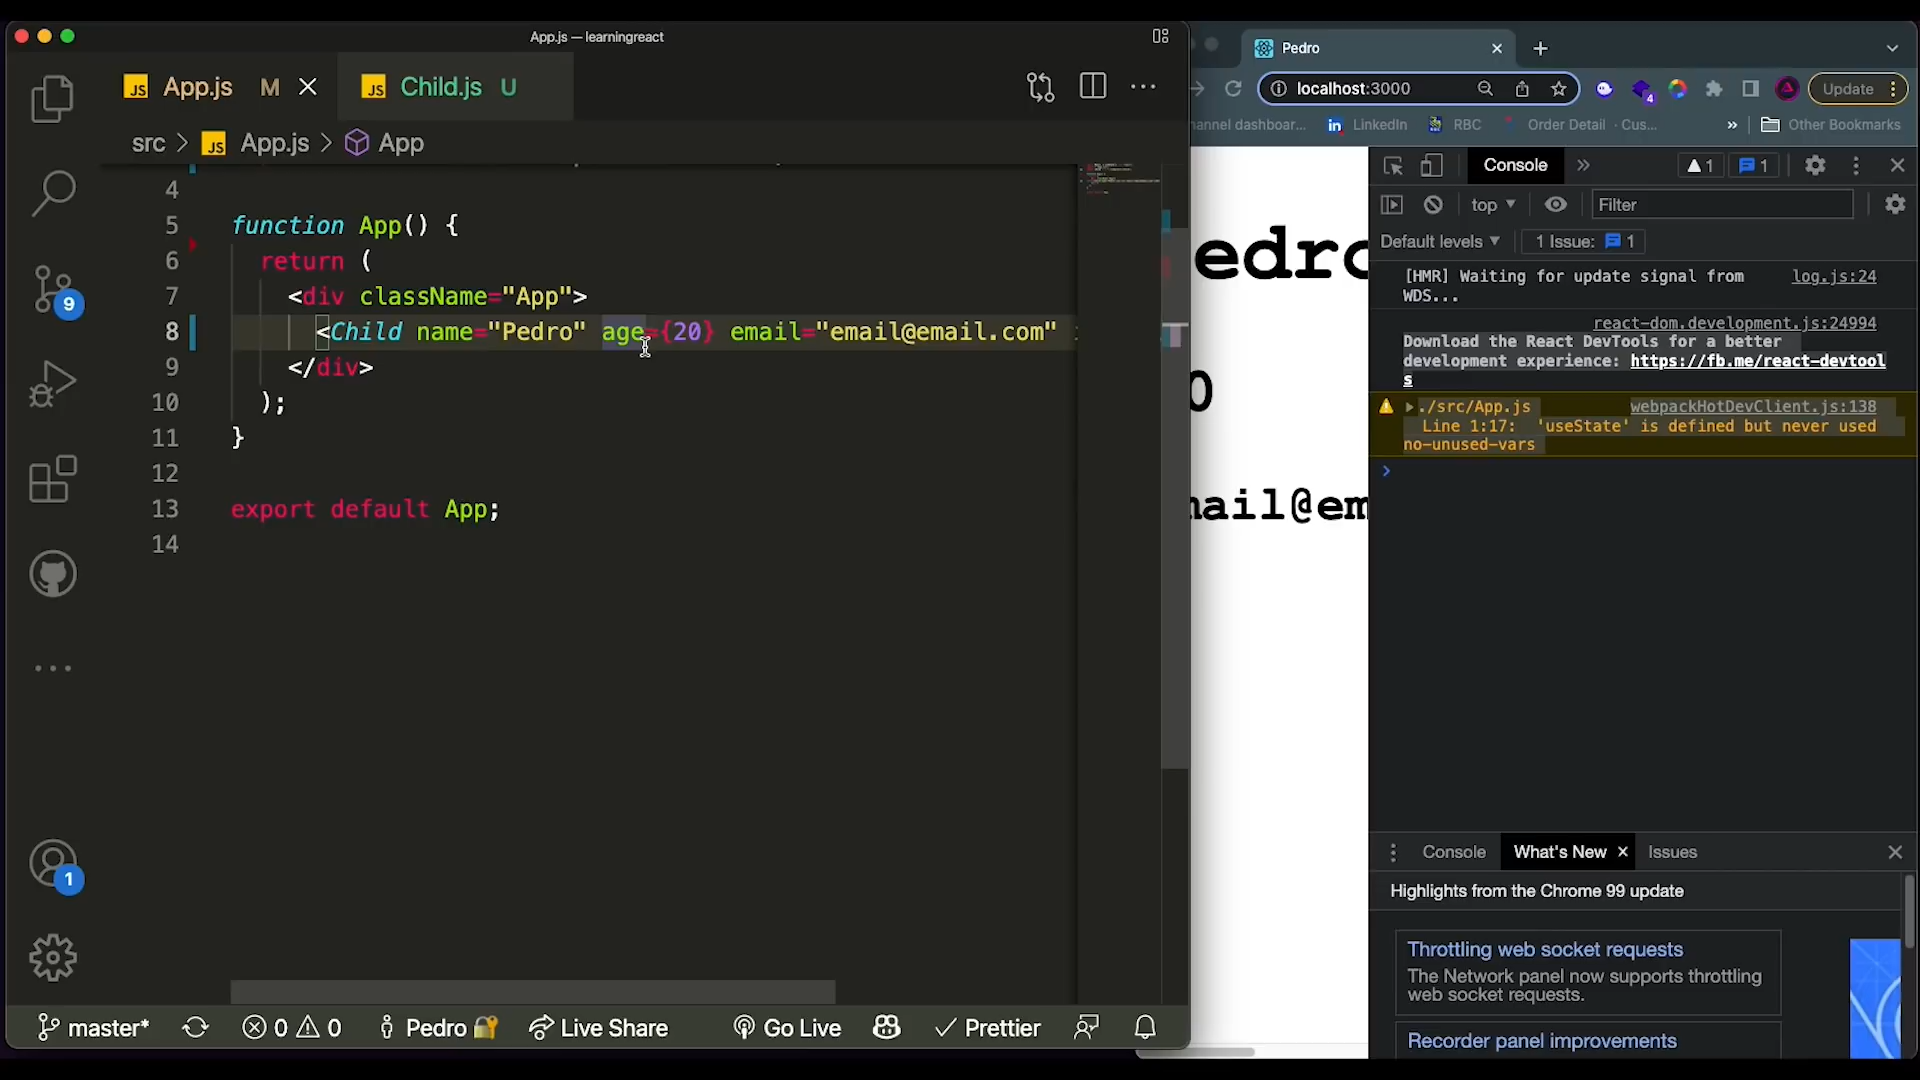 App.js — learningreact
App.js M
Child.js U
src > App.js > App
4
5 function App() {
6 return (
7 <div className="App">
8 <Child name="Pedro" age={20} email="email@email.com"
9 </div>
10 );
11 }
12
13 export default App;
14
9
1
master* 0 0 Pedro Live Share Go Live Prettier
Pedro
localhost:3000
4
Update
hannel dashboar... LinkedIn RBC Order Detail · Cus... » Other Bookmarks
edro
0
mail@em
Console » 1 1
top Filter
Default levels 1 Issue: 1
[HMR] Waiting for update signal from log.js:24
WDS...
react-dom.development.js:24994
Download the React DevTools for a better
development experience: https://fb.me/react-devtool
s
./src/App.js webpackHotDevClient.js:138
Line 1:17: 'useState' is defined but never used
no-unused-vars
Console What's New Issues
Highlights from the Chrome 99 update
Throttling web socket requests
The Network panel now supports throttling
web socket requests.
Recorder panel improvements